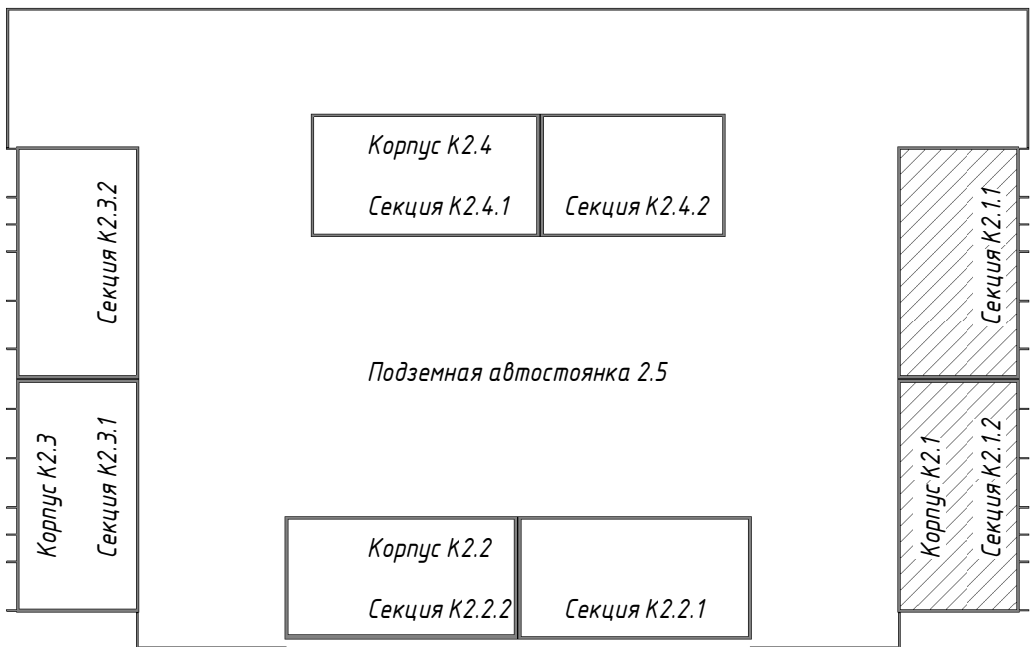 Корпус К2.4
Секция К2.4.1
Секция К2.4.2
Секция К2.3.2
Секция К2.1.1
Подземная автостоянка 2.5
Корпус К2.3
Секция К2.3.1
Корпус К2.1
Секция К2.1.2
Корпус К2.2
Секция К2.2.2
Секция К2.2.1